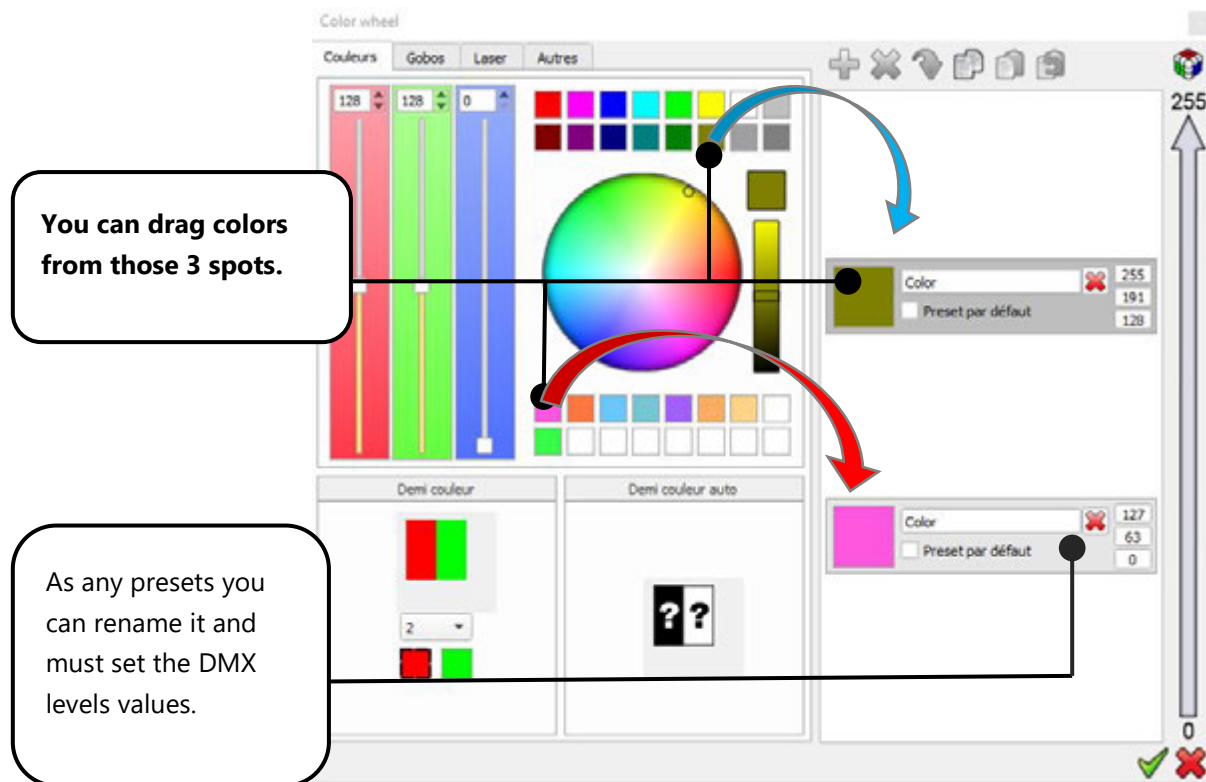 Color wheel
Couleurs Gobos Laser Autres
128 128 0
255
You can drag colors
from those 3 spots.
Color
Preset par défaut
255
191
128
Demi couleur
Demi couleur auto
Color
Preset par défaut
127
63
0
As any presets you
can rename it and
must set the DMX
levels values.
2
? ?
0